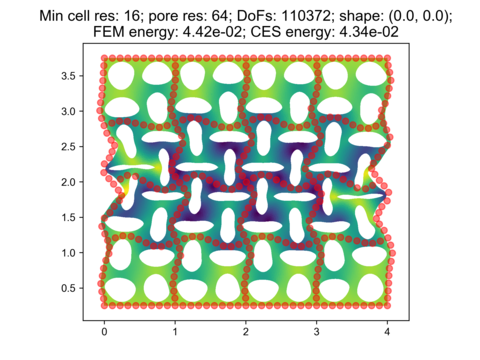 Min cell res: 16; pore res: 64; DoFs: 110372; shape: (0.0, 0.0);
FEM energy: 4.42e-02; CES energy: 4.34e-02
3.5
3.0
2.5
2.0
1.5
1.0
0.5
0 1 2 3 4